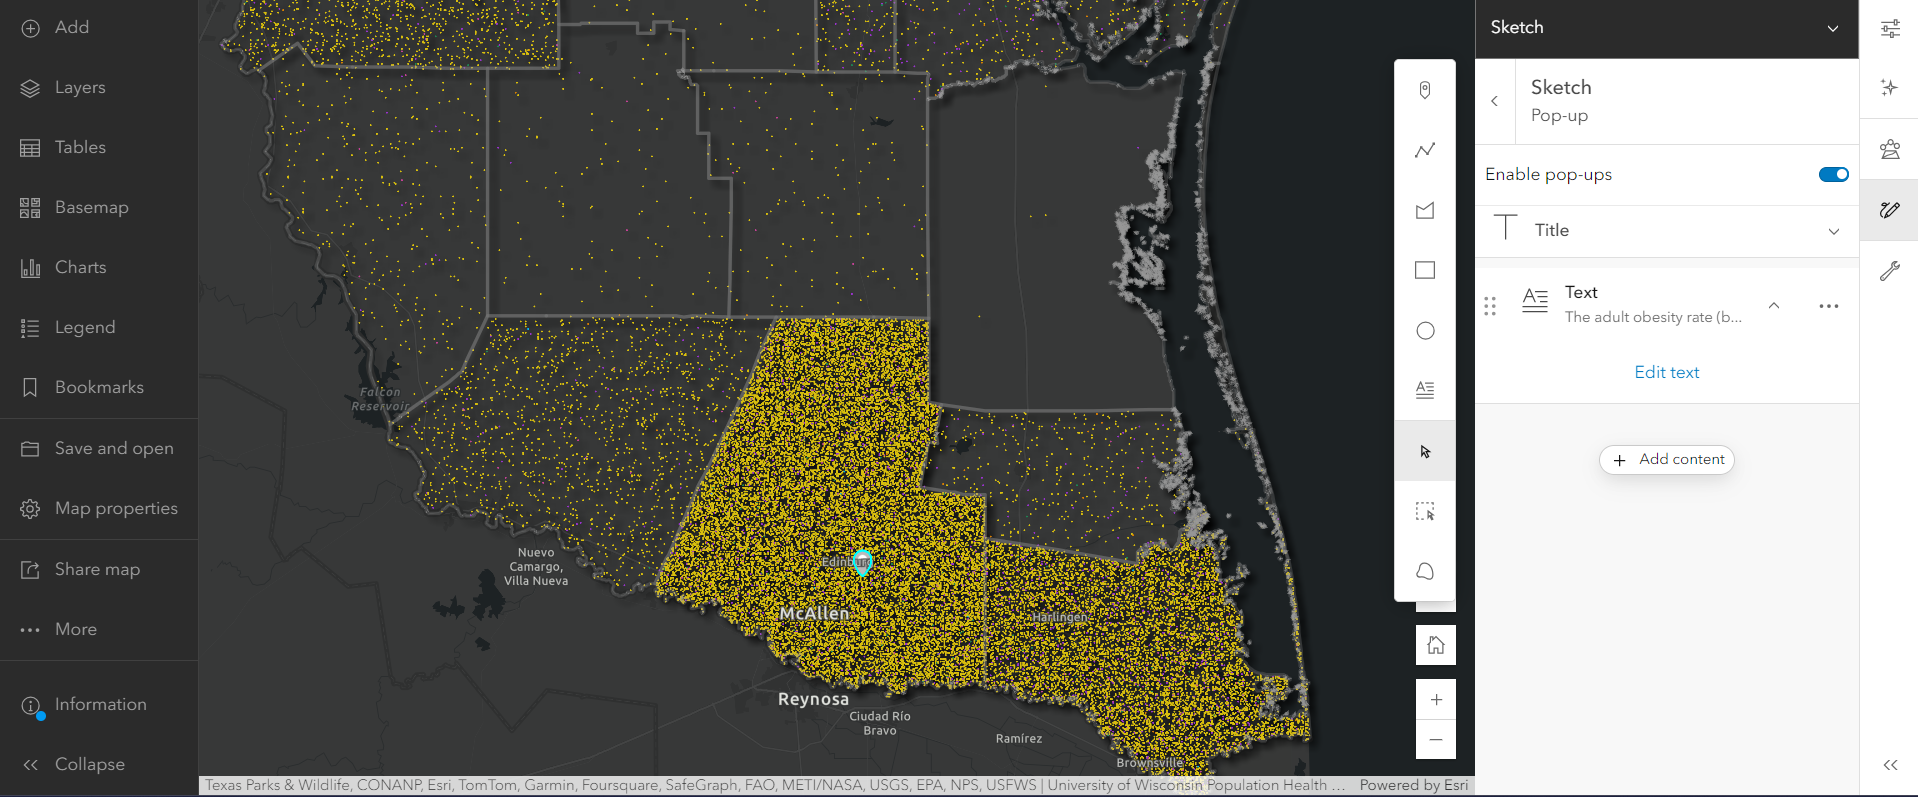 Add
Layers
Tables
Basemap
Charts
Legend
Bookmarks
Save and open
Map properties
Share map
More
Information
Collapse
Falcon
Reservoir
Nuevo
Camargo,
Villa Nueva
Edinburg
McAllen
Harlingen
Reynosa
Ciudad Río
Bravo
Ramírez
Brownsville
Texas Parks & Wildlife, CONANP, Esri, TomTom, Garmin, Foursquare, SafeGraph, FAO, METI/NASA, USGS, EPA, NPS, USFWS | University of Wisconsin Population Health ...
Powered by Esri
Sketch
Sketch
Pop-up
Enable pop-ups
Title
Text
The adult obesity rate (b...
Edit text
Add content